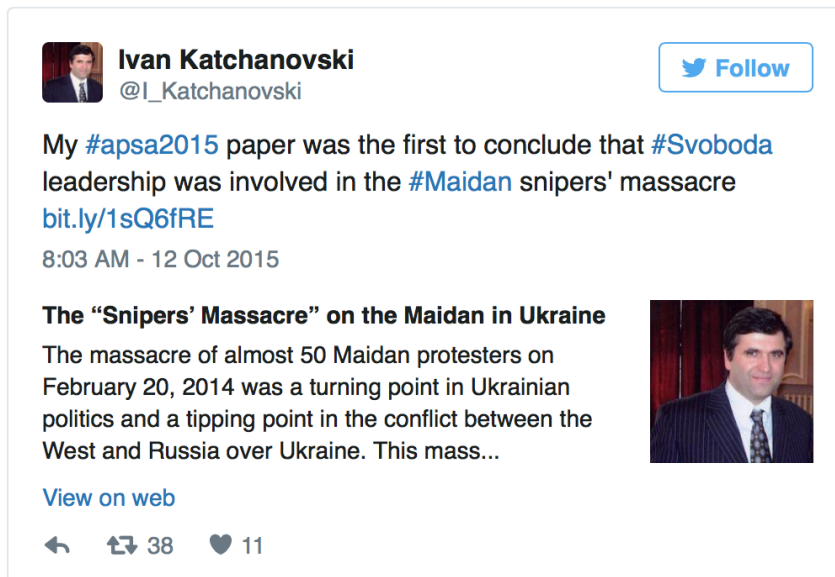 Ivan Katchanovski
@I_Katchanovski
Follow
My #apsa2015 paper was the first to conclude that #Svoboda
leadership was involved in the #Maidan snipers' massacre
bit.ly/1sQ6fRE
8:03 AM - 12 Oct 2015
The “Snipers’ Massacre” on the Maidan in Ukraine
The massacre of almost 50 Maidan protesters on
February 20, 2014 was a turning point in Ukrainian
politics and a tipping point in the conflict between the
West and Russia over Ukraine. This mass...
View on web
38
11